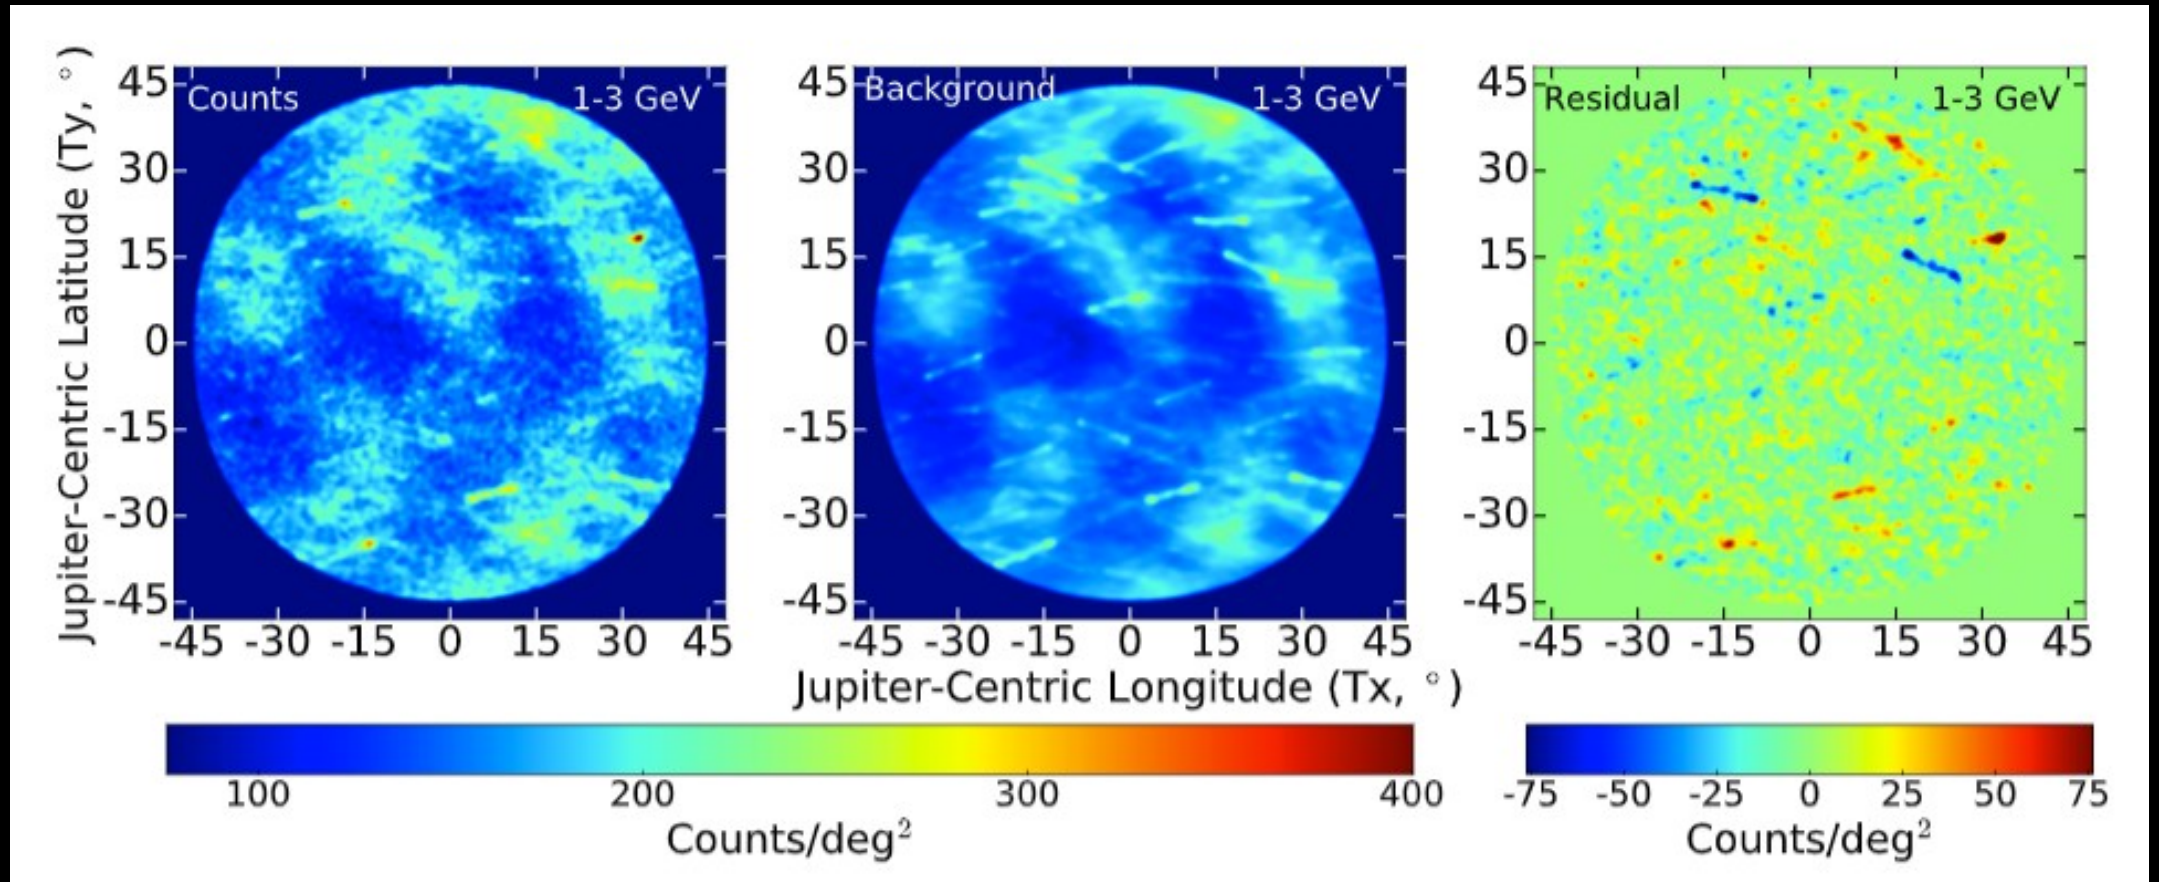 Jupiter-Centric Latitude (Ty, °)
Counts 1-3 GeV
45
30
15
0
-15
-30
-45
-45 -30 -15 0 15 30 45
Background 1-3 GeV
45
30
15
0
-15
-30
-45
-45 -30 -15 0 15 30 45
Residual 1-3 GeV
45
30
15
0
-15
-30
-45
-45 -30 -15 0 15 30 45
Jupiter-Centric Longitude (Tx, °)
100 200 300 400
Counts/deg²
-75 -50 -25 0 25 50 75
Counts/deg²